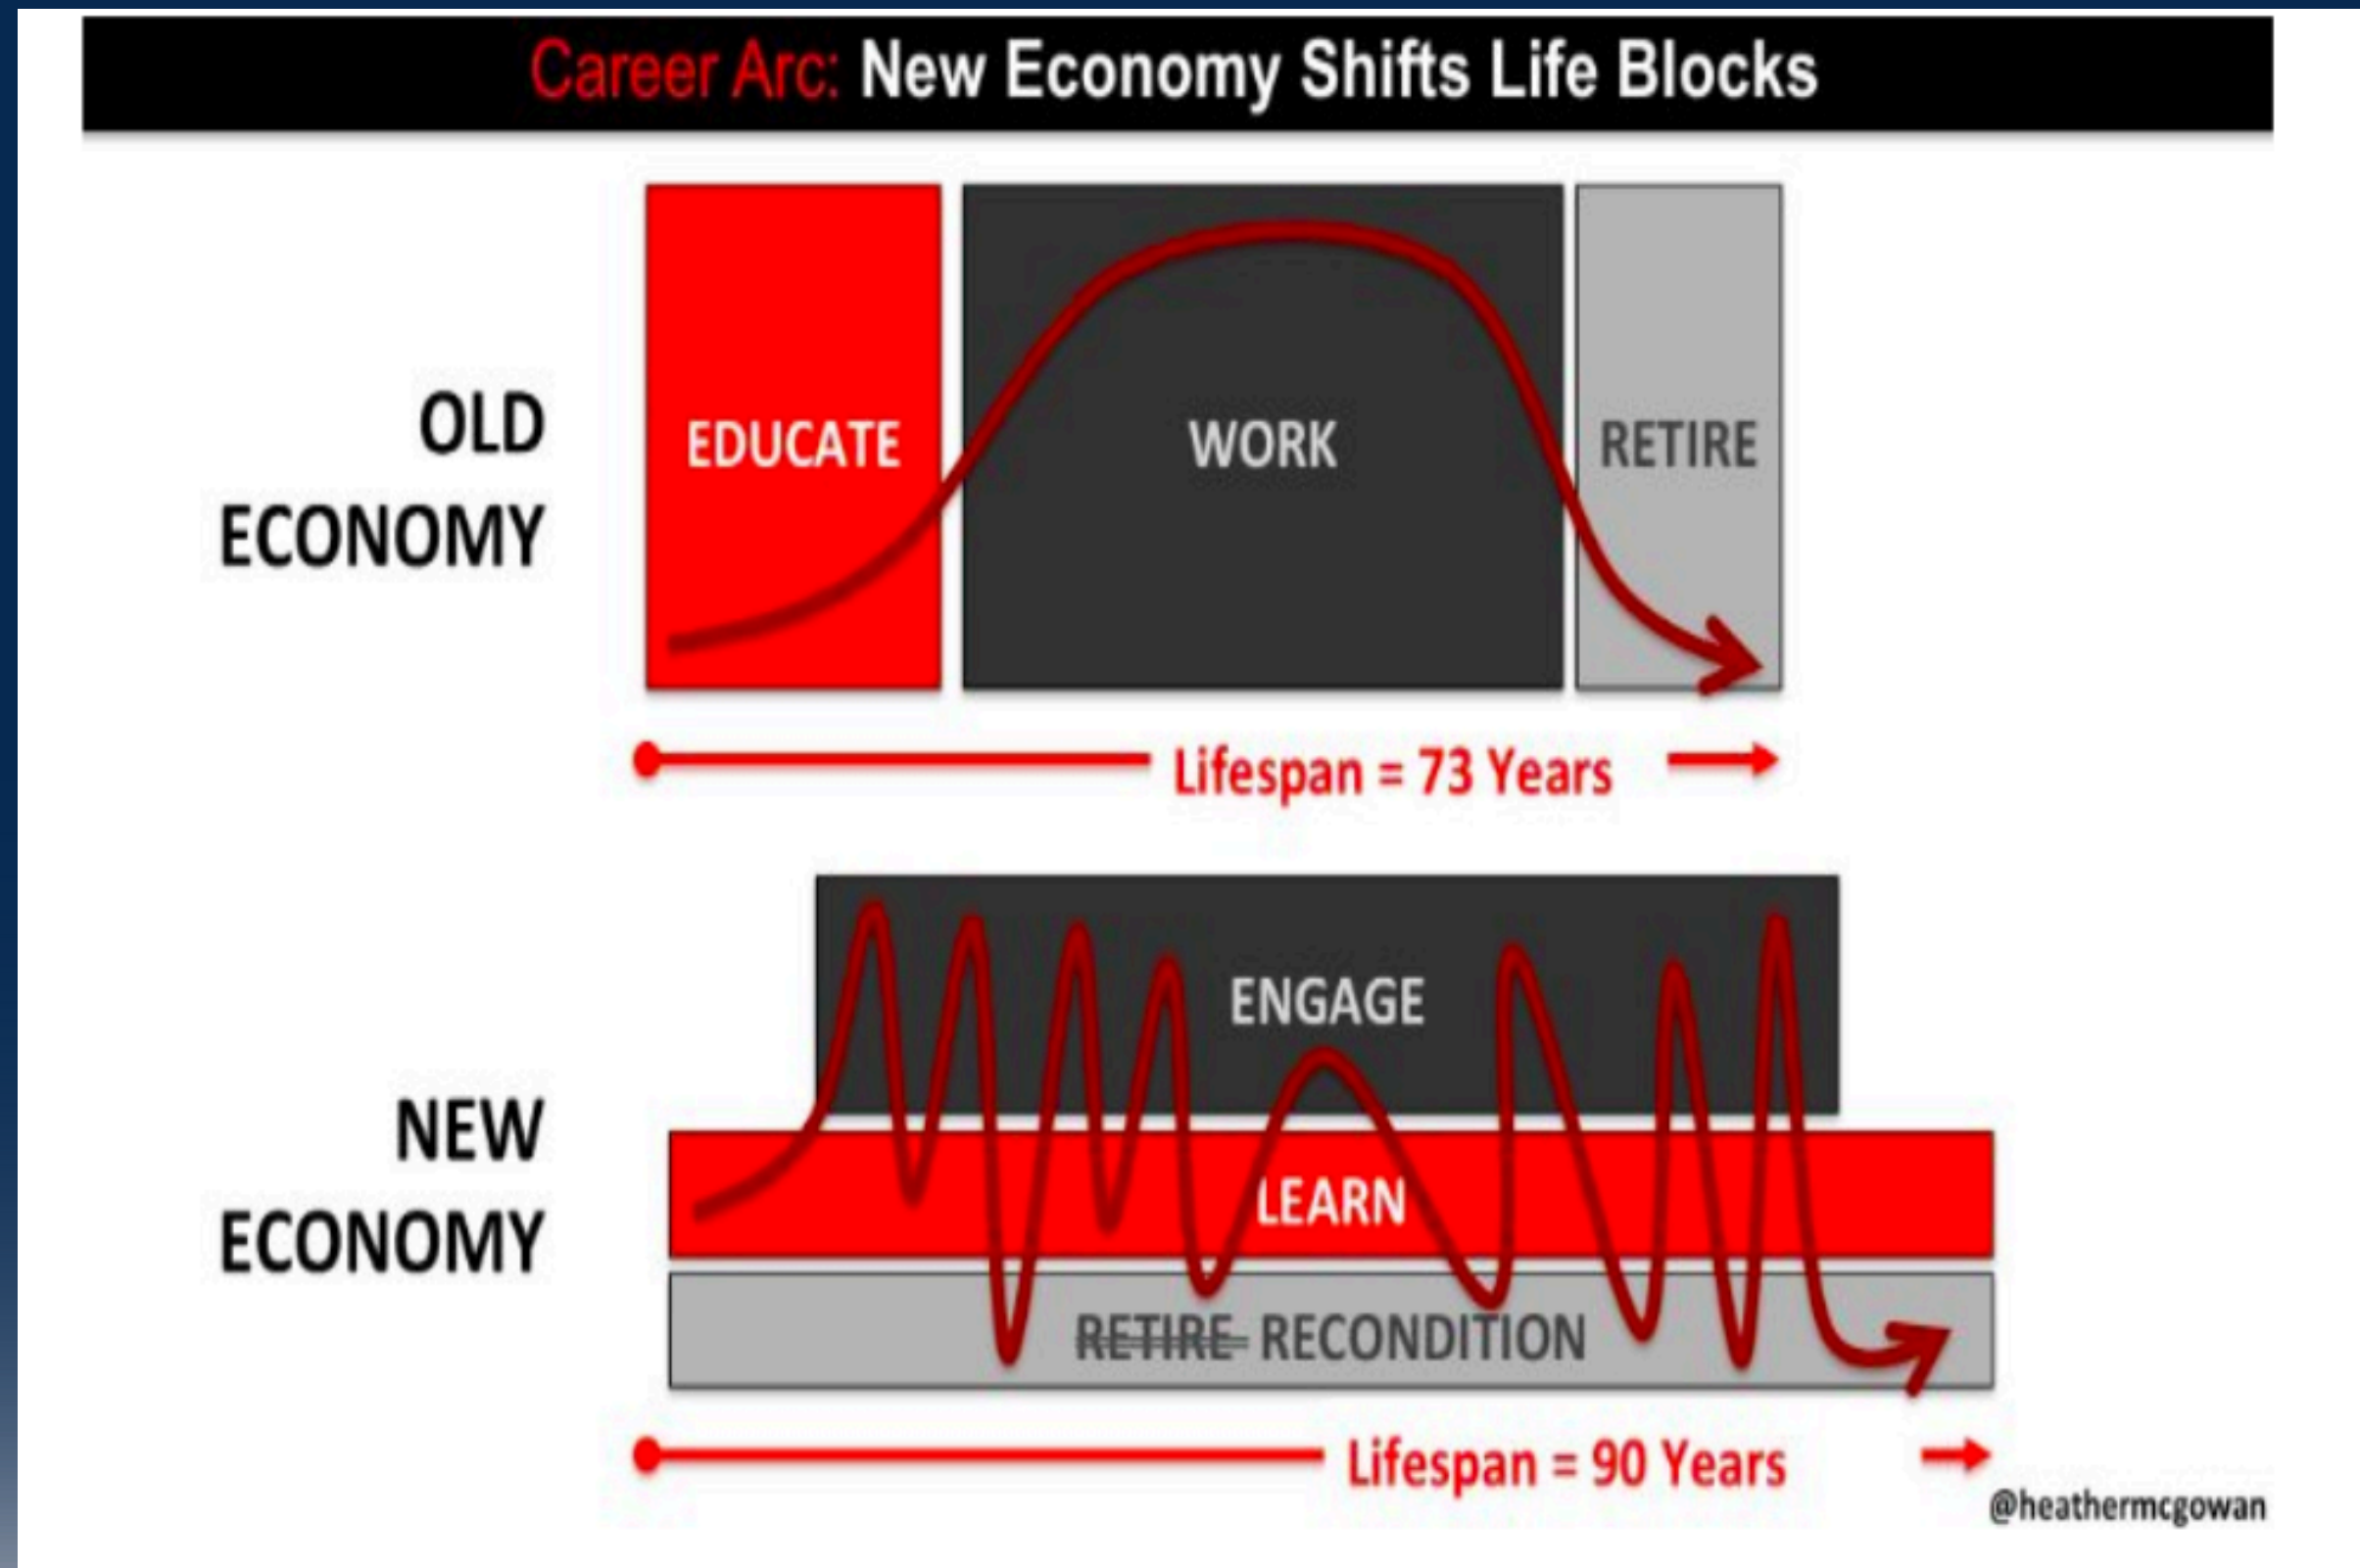 Career Arc: New Economy Shifts Life Blocks
OLD
ECONOMY
EDUCATE
WORK
RETIRE
Lifespan = 73 Years
NEW
ECONOMY
ENGAGE
LEARN
RETIRE RECONDITION
Lifespan = 90 Years
@heathermcgowan